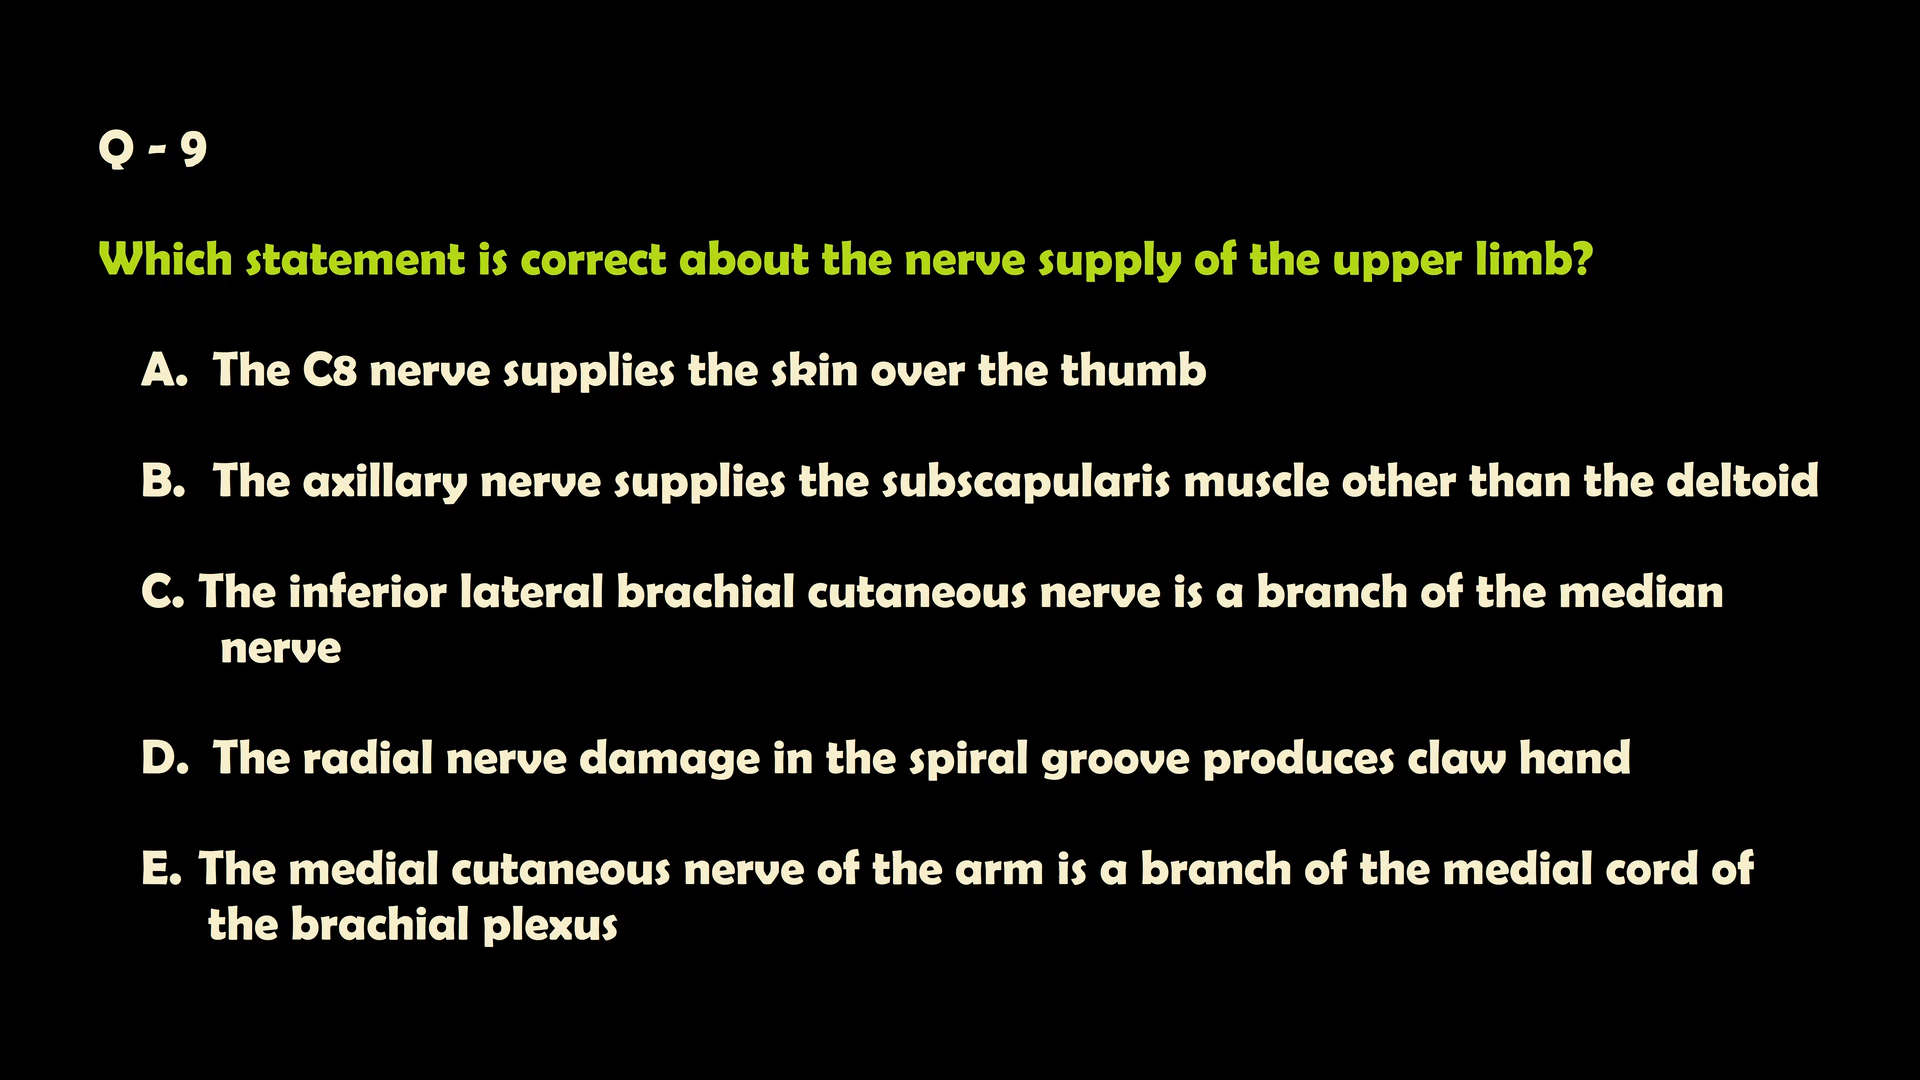 Q - 9
Which statement is correct about the nerve supply of the upper limb?
A. The C8 nerve supplies the skin over the thumb
B. The axillary nerve supplies the subscapularis muscle other than the deltoid
C. The inferior lateral brachial cutaneous nerve is a branch of the median
nerve
D. The radial nerve damage in the spiral groove produces claw hand
E. The medial cutaneous nerve of the arm is a branch of the medial cord of
the brachial plexus